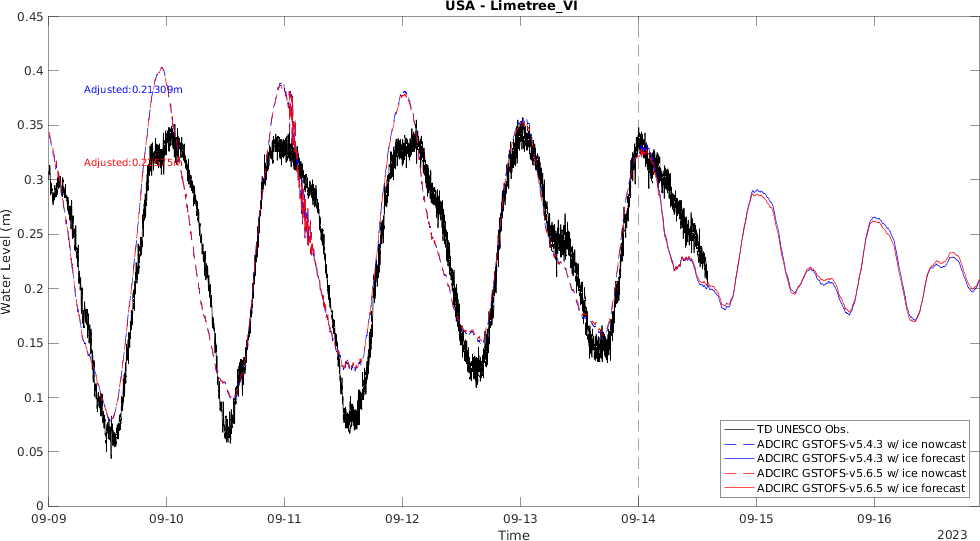 USA - Limetree_VI
0.45
0.4
0.35
0.3
0.25
0.2
0.15
0.1
0.05
0
Water Level (m)
Adjusted:0.21309m
Adjusted:
09-09 09-10 09-11 09-12 09-13 09-14 09-15 09-16
Time
2023
TD UNESCO Obs.
ADCIRC GSTOFS-v5.4.3 w/ ice nowcast
ADCIRC GSTOFS-v5.4.3 w/ ice forecast
ADCIRC GSTOFS-v5.6.5 w/ ice nowcast
ADCIRC GSTOFS-v5.6.5 w/ ice forecast